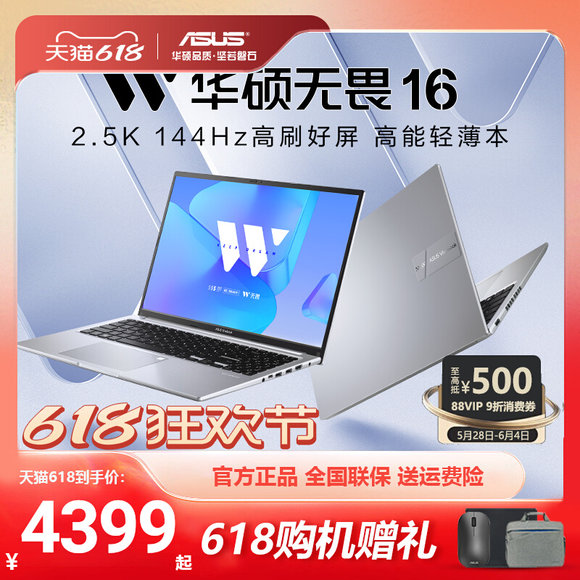 天猫618
ASUS
华硕品质·坚若磐石
华硕无畏16
2.5K 144Hz高刷好屏 高能轻薄本
W无畏
618狂欢节
至高抵¥500
88VIP 9折消费券
5月28日-6月4日
天猫618到手价:
¥4399起
官方正品 全国联保 送运费险
618购机赠礼
ASUS